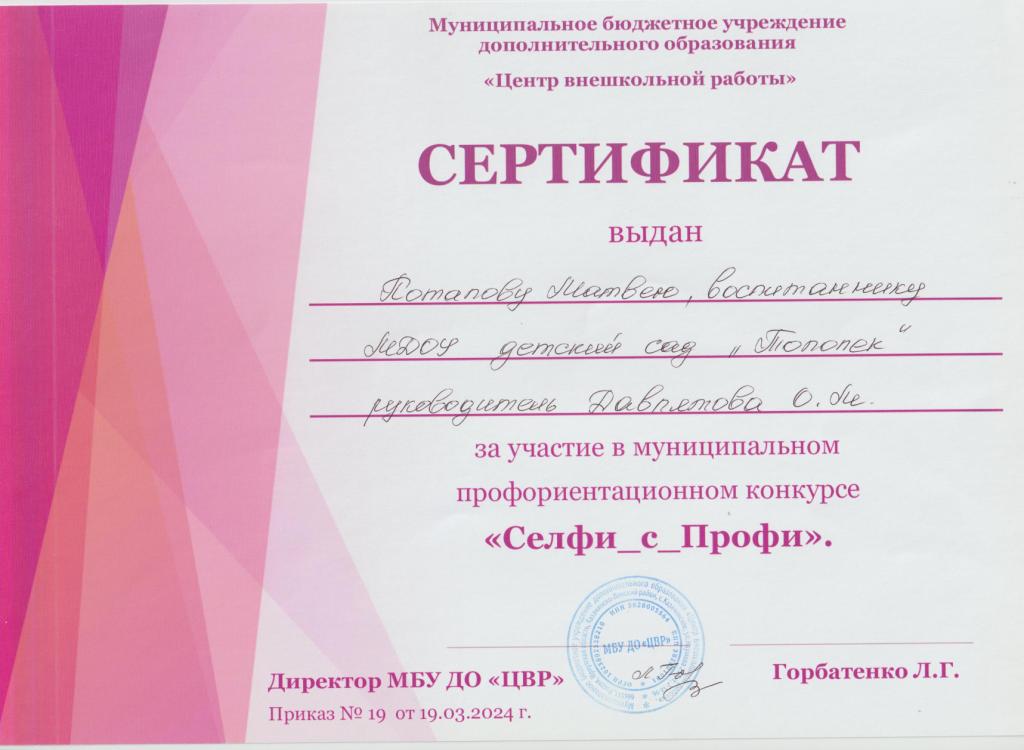 Муниципальное бюджетное учреждение
дополнительного образования
«Центр внешкольной работы»
СЕРТИФИКАТ
выдан
Потапову Матвею, воспитаннику
МДОУ детский сад „Тополек“
руководитель Давлятова О. М.
за участие в муниципальном
профориентационном конкурсе
«Селфи_с_Профи».
МБУ ДО «ЦВР»
Директор МБУ ДО «ЦВР»
Горбатенко Л.Г.
Приказ № 19 от 19.03.2024 г.